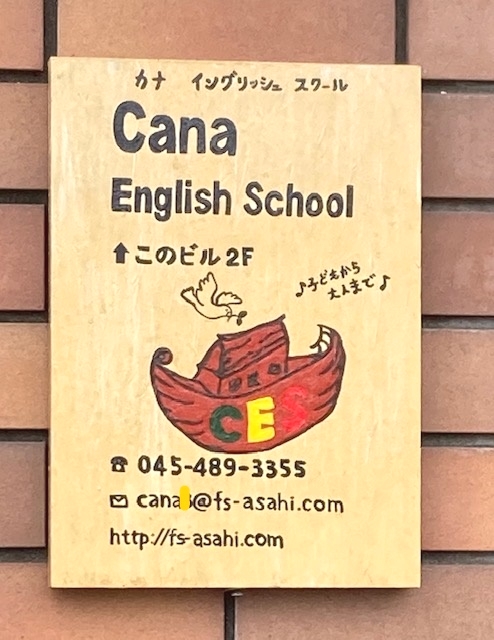 カナ イングリッシュ スクール
Cana
English School
⬆このビル2F
♪子どもから
大人まで♪
CES
☎ 045-489-3355
✉ @fs-asahi.com
http://fs-asahi.com